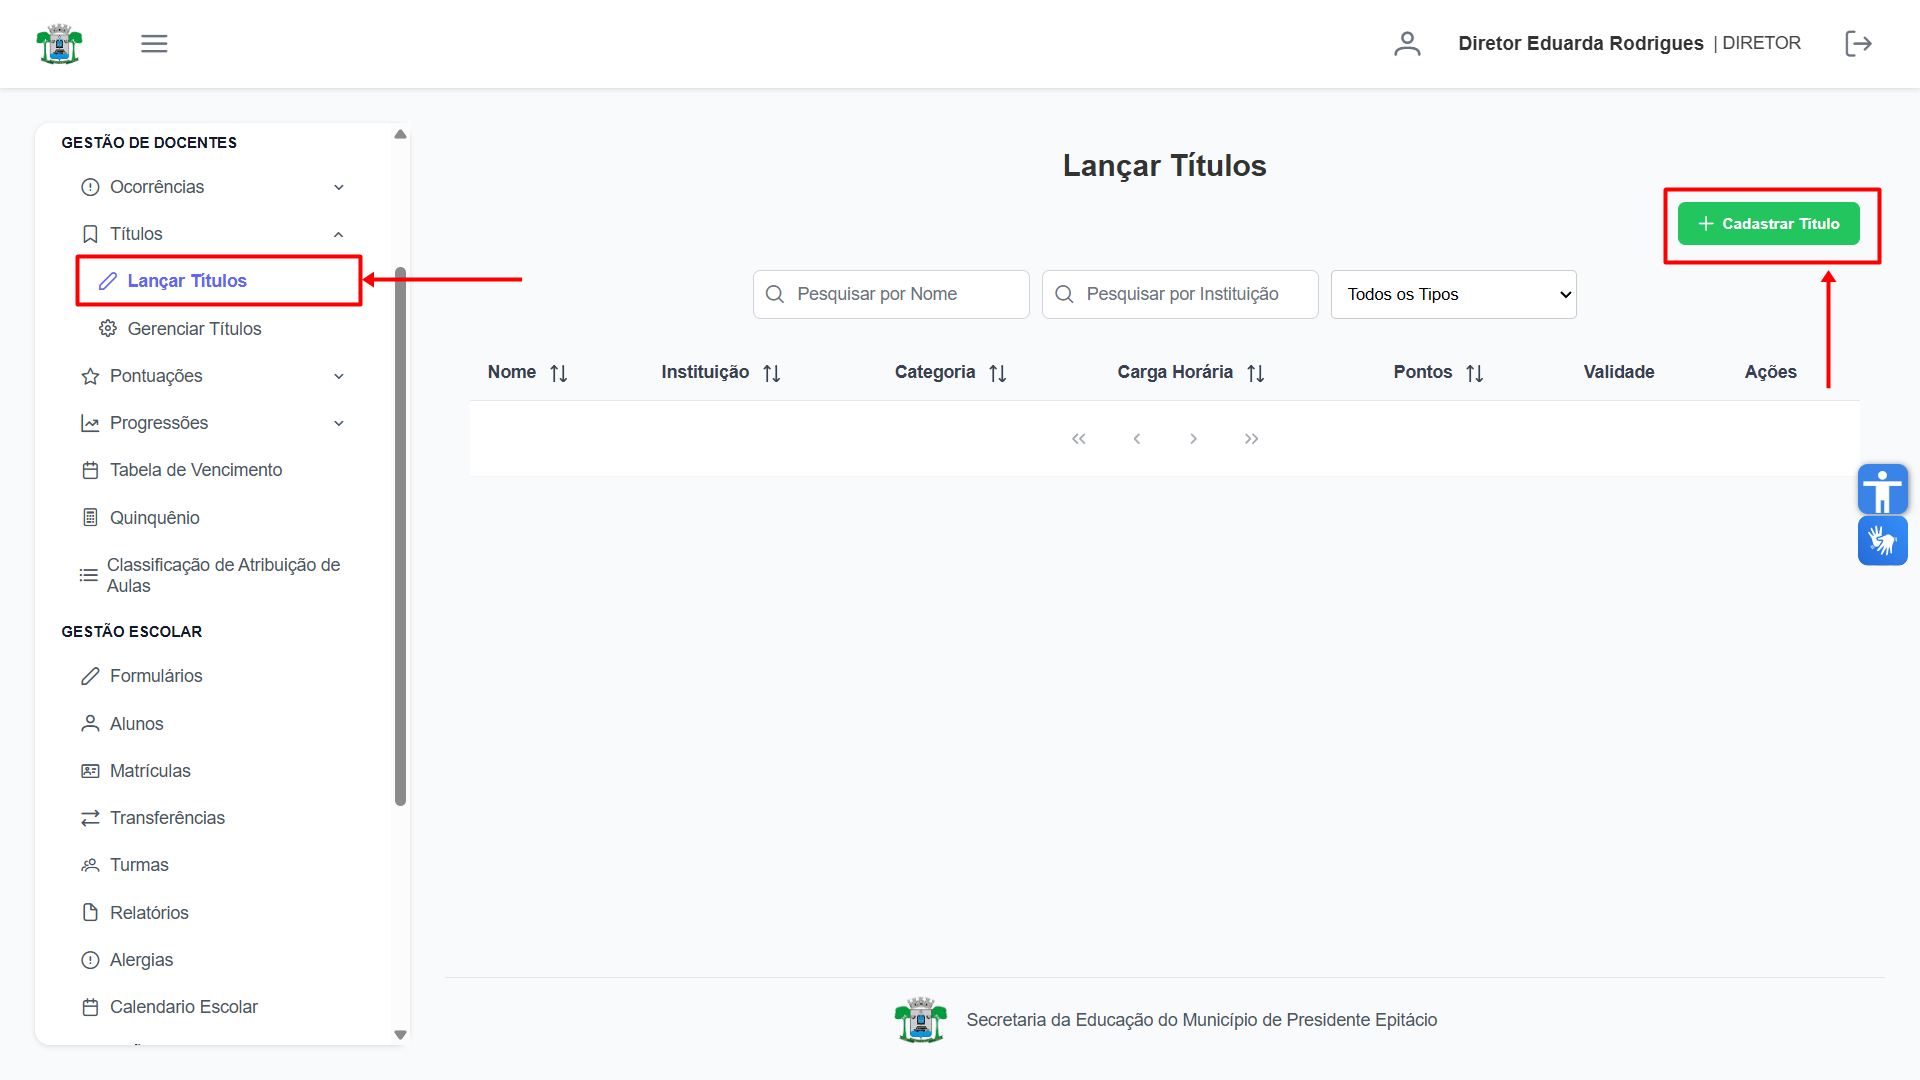 Diretor Eduarda Rodrigues | DIRETOR
GESTÃO DE DOCENTES
Ocorrências
Títulos
Lançar Títulos
Gerenciar Títulos
Pontuações
Progressões
Tabela de Vencimento
Quinquênio
Classificação de Atribuição de
Aulas
GESTÃO ESCOLAR
Formulários
Alunos
Matrículas
Transferências
Turmas
Relatórios
Alergias
Calendario Escolar
Lançar Títulos
Cadastrar Título
Pesquisar por Nome
Pesquisar por Instituição
Todos os Tipos
Nome Instituição Categoria Carga Horária Pontos Validade Ações
Secretaria da Educação do Município de Presidente Epitácio